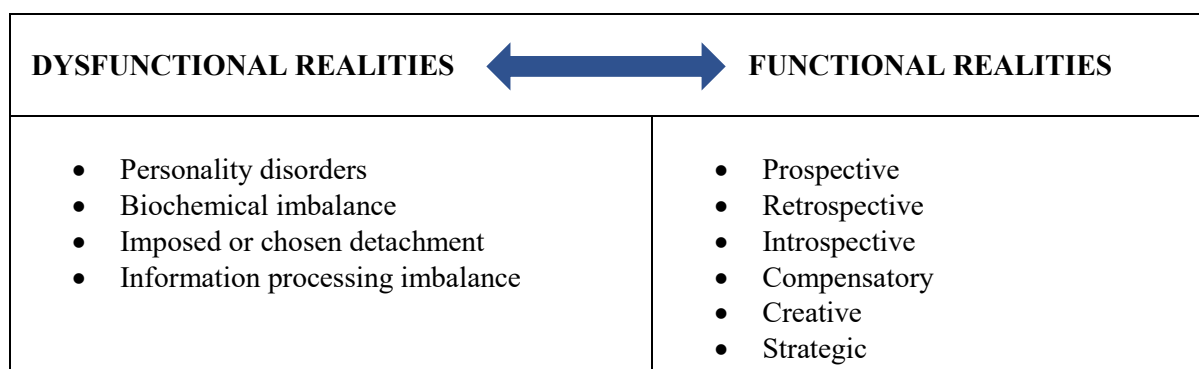 DYSFUNCTIONAL REALITIES
FUNCTIONAL REALITIES
• Personality disorders
• Biochemical imbalance
• Imposed or chosen detachment
• Information processing imbalance
• Prospective
• Retrospective
• Introspective
• Compensatory
• Creative
• Strategic